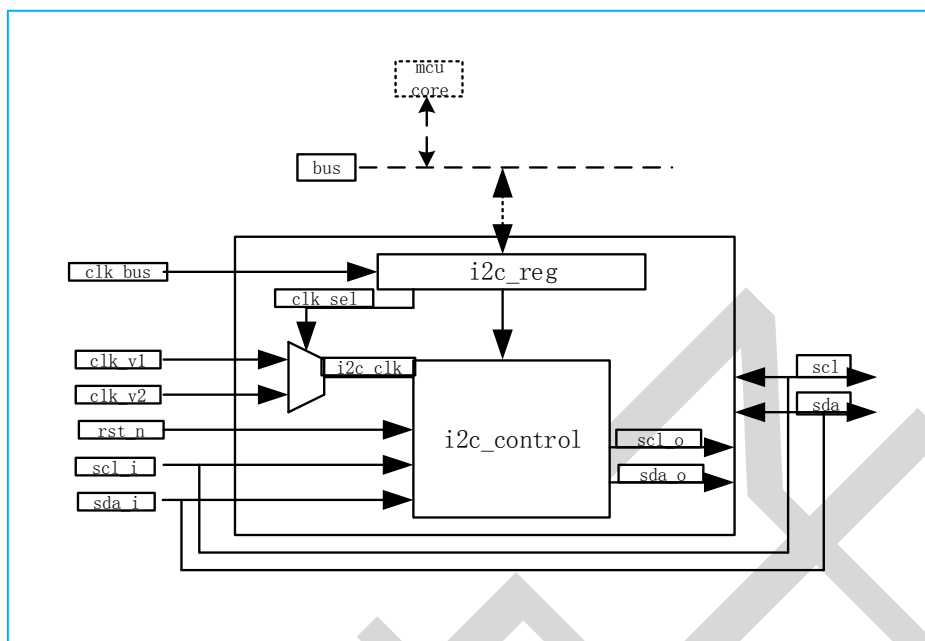 mcu
core
bus
clk_bus
i2c_reg
clk_sel
clk_v1
i2c_clk
scl
clk_v2
sda
rst_n
i2c_control
scl_o
scl_i
sda_o
sda_i